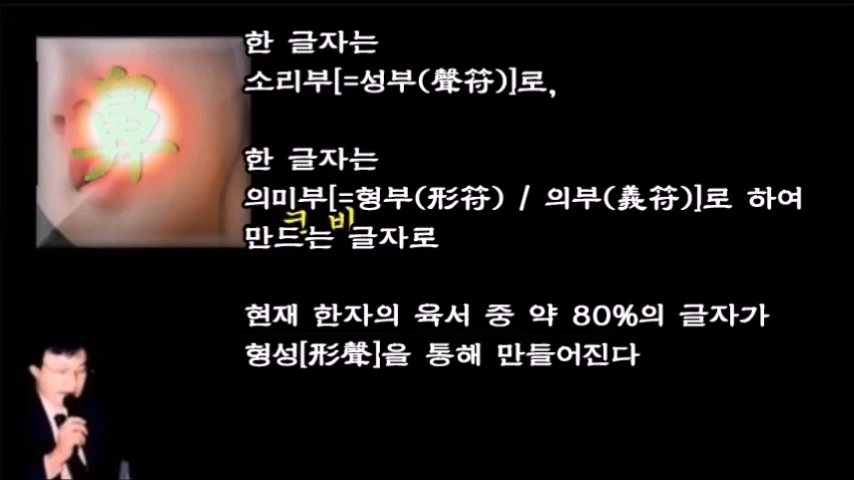 鼻
한 글자는
소리부[=성부(聲符)]로,
한 글자는
의미부[=형부(形符) / 의부(義符)]로 하여
코 비
만드는 글자로
현재 한자의 육서 중 약 80%의 글자가
형성[形聲]을 통해 만들어진다